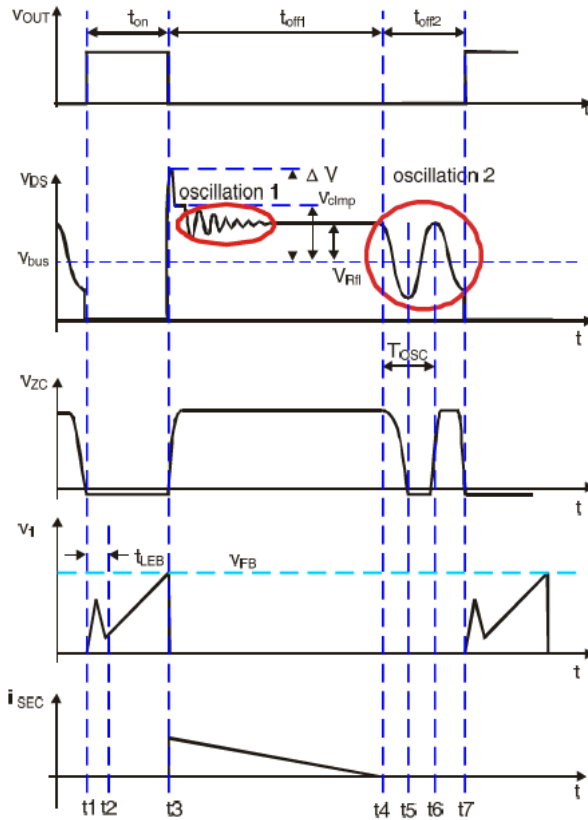 vOUT
ton
toff1
toff2
t
vDS
Δ V
oscillation 1
vclmp
oscillation 2
vbus
VRfl
t
TOSC
vZC
t
v1
tLEB
vFB
t
iSEC
t
t1 t2 t3 t4 t5 t6 t7